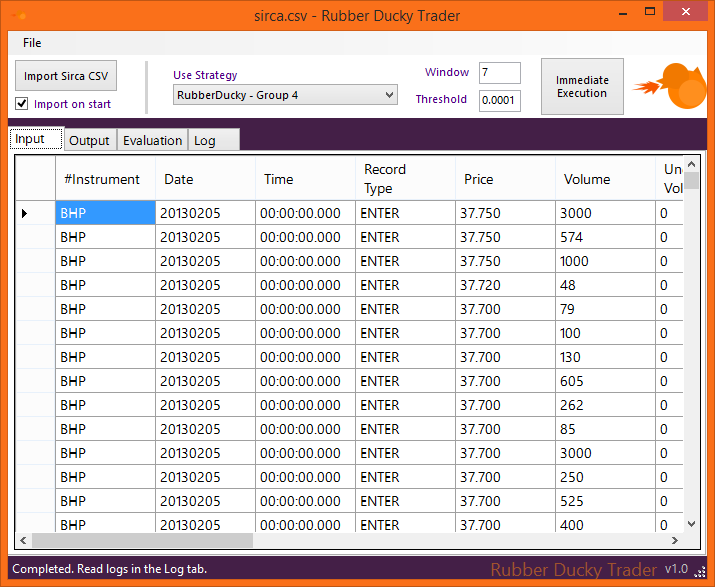 sirca.csv - Rubber Ducky Trader
File
Import Sirca CSV
Import on start
Use Strategy
RubberDucky - Group 4
Window 7
Threshold 0.0001
Immediate
Execution
Input Output Evaluation Log
#Instrument Date Time Record Type Price Volume Un Vol
BHP 20130205 00:00:00.000 ENTER 37.750 3000 0
BHP 20130205 00:00:00.000 ENTER 37.750 574 0
BHP 20130205 00:00:00.000 ENTER 37.750 1000 0
BHP 20130205 00:00:00.000 ENTER 37.720 48 0
BHP 20130205 00:00:00.000 ENTER 37.700 79 0
BHP 20130205 00:00:00.000 ENTER 37.700 100 0
BHP 20130205 00:00:00.000 ENTER 37.700 130 0
BHP 20130205 00:00:00.000 ENTER 37.700 605 0
BHP 20130205 00:00:00.000 ENTER 37.700 262 0
BHP 20130205 00:00:00.000 ENTER 37.700 85 0
BHP 20130205 00:00:00.000 ENTER 37.700 3000 0
BHP 20130205 00:00:00.000 ENTER 37.700 250 0
BHP 20130205 00:00:00.000 ENTER 37.700 525 0
BHP 20130205 00:00:00.000 ENTER 37.700 400 0
Completed. Read logs in the Log tab.
Rubber Ducky Trader v1.0